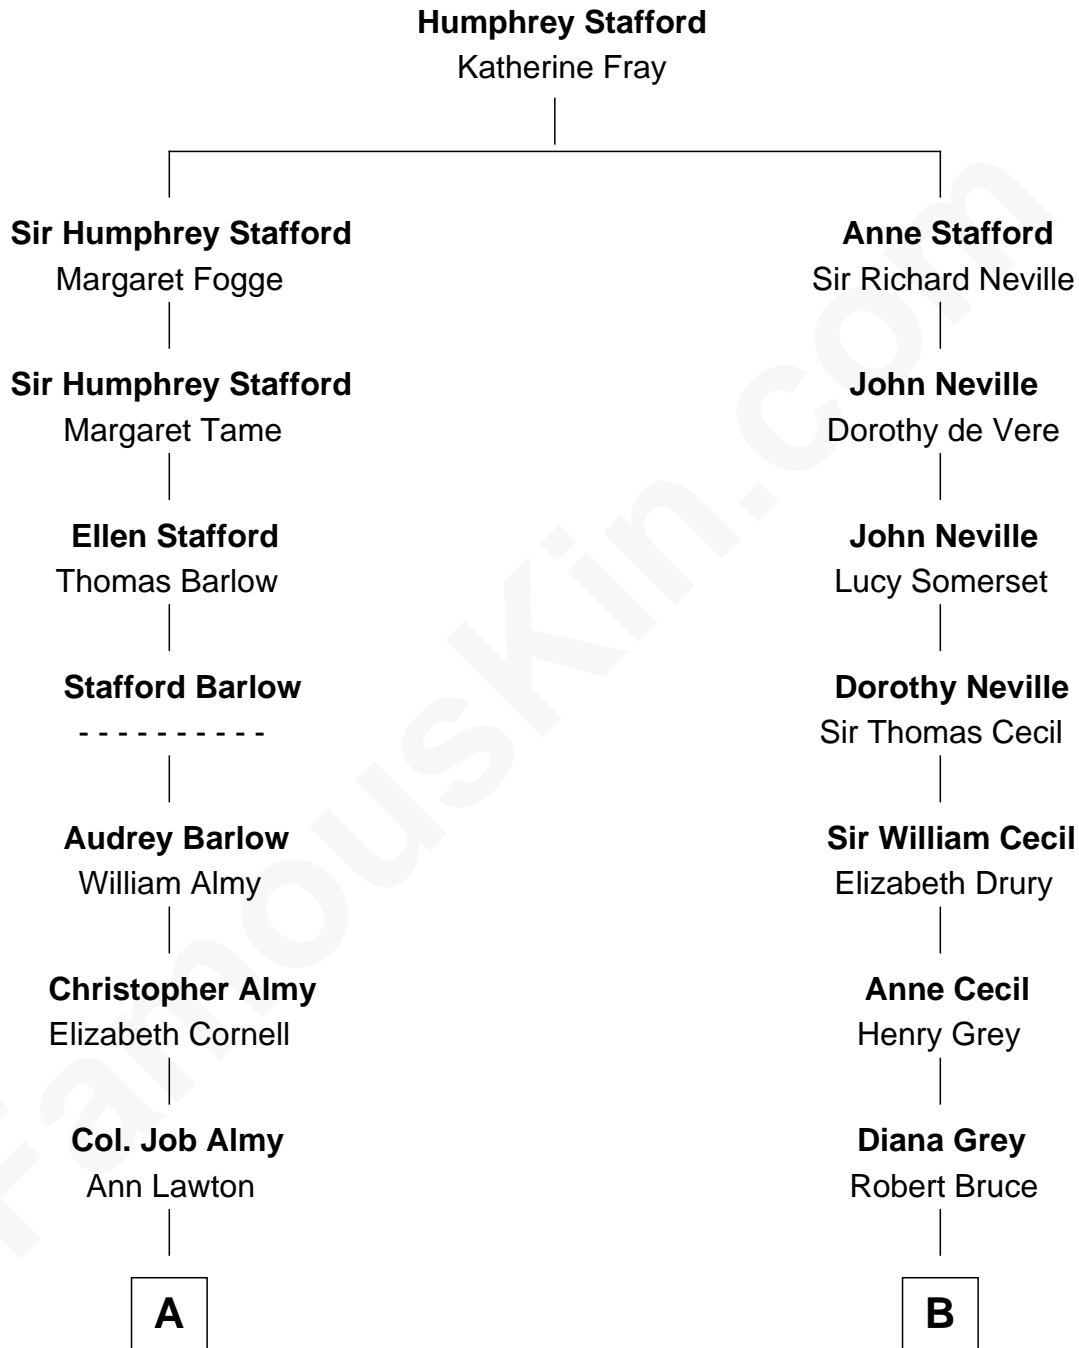 Humphrey Stafford
Katherine Fray
Sir Humphrey Stafford
Margaret Fogge
Anne Stafford
Sir Richard Neville
Sir Humphrey Stafford
Margaret Tame
John Neville
Dorothy de Vere
Ellen Stafford
Thomas Barlow
John Neville
Lucy Somerset
Stafford Barlow
- - - - - - - - - -
Dorothy Neville
Sir Thomas Cecil
Audrey Barlow
William Almy
Sir William Cecil
Elizabeth Drury
Christopher Almy
Elizabeth Cornell
Anne Cecil
Henry Grey
Col. Job Almy
Ann Lawton
Diana Grey
Robert Bruce
A
B
FamousKin.com